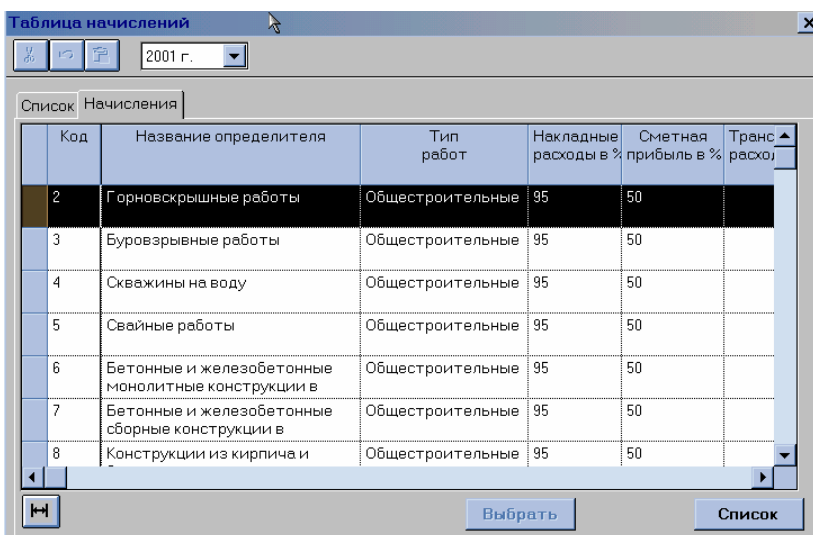 Таблица начислений
2001 г.
Список Начисления
Код Название определителя Тип работ Накладные расходы в % Сметная прибыль в % Транс расхо
2 Горновскрышные работы Общестроительные 95 50
3 Буровзрывные работы Общестроительные 95 50
4 Скважины на воду Общестроительные 95 50
5 Свайные работы Общестроительные 95 50
6 Бетонные и железобетонные Общестроительные 95 50
монолитные конструкции в
7 Бетонные и железобетонные Общестроительные 95 50
сборные конструкции в
8 Конструкции из кирпича и Общестроительные 95 50
Выбрать Список